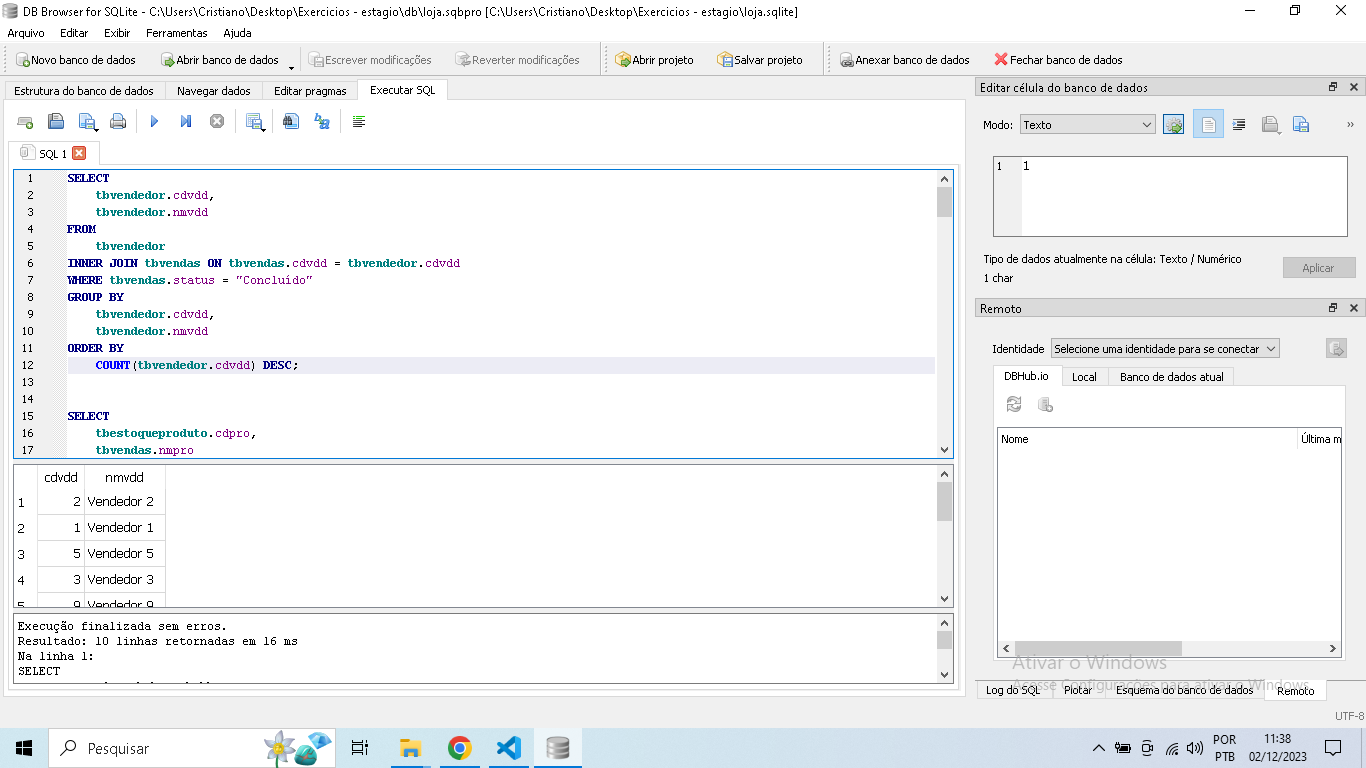 DB Browser for SQLite - C:\Users\Cristiano\Desktop\Exercicios - estagio\db\loja.sqbpro [C:\Users\Cristiano\Desktop\Exercicios - estagio\loja.sqlite]
Arquivo Editar Exibir Ferramentas Ajuda
Novo banco de dados Abrir banco de dados Escrever modificações Reverter modificações Abrir projeto Salvar projeto Anexar banco de dados Fechar banco de dados
Estrutura do banco de dados Navegar dados Editar pragmas Executar SQL
SQL 1
1 SELECT
2 tbvendedor.cdvdd,
3 tbvendedor.nmvdd
4 FROM
5 tbvendedor
6 INNER JOIN tbvendas ON tbvendas.cdvdd = tbvendedor.cdvdd
7 WHERE tbvendas.status = "Concluído"
8 GROUP BY
9 tbvendedor.cdvdd,
10 tbvendedor.nmvdd
11 ORDER BY
12 COUNT(tbvendedor.cdvdd) DESC;
13
14
15 SELECT
16 tbestoqueproduto.cdpro,
17 tbvendas.nmpro
cdvdd nmvdd
1 2 Vendedor 2
2 1 Vendedor 1
3 5 Vendedor 5
4 3 Vendedor 3
5 9 Vendedor 9
Execução finalizada sem erros.
Resultado: 10 linhas retornadas em 16 ms
Na linha 1:
SELECT
Editar célula do banco de dados
Modo: Texto
1 1
Tipo de dados atualmente na célula: Texto / Numérico
1 char
Aplicar
Remoto
Identidade Selecione uma identidade para se conectar
DBHub.io Local Banco de dados atual
Nome Última m
Ativar o Windows
Acesse Configurações para ativar o Windows.
Log do SQL Plotar Esquema do banco de dados Remoto
UTF-8
Pesquisar
POR
PTB
11:38
02/12/2023